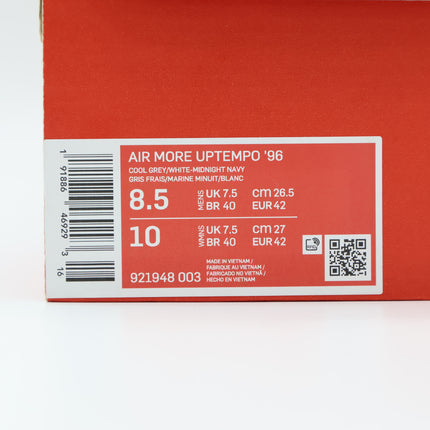 AIR MORE UPTEMPO '96
COOL GREY/WHITE-MIDNIGHT NAVY
GRIS FRAIS/MARINE MINUIT/BLANC
8.5 MENS UK 7.5 cm 26.5
BR 40 EUR 42
10 WMNS UK 7.5 cm 27
BR 40 EUR 42
921948 003
MADE IN VIETNAM /
FABRIQUE AU VIETNAM /
FABRICADO NO VIETNÃ /
HECHO EN VIETNAM
1 91886 46929 3
16